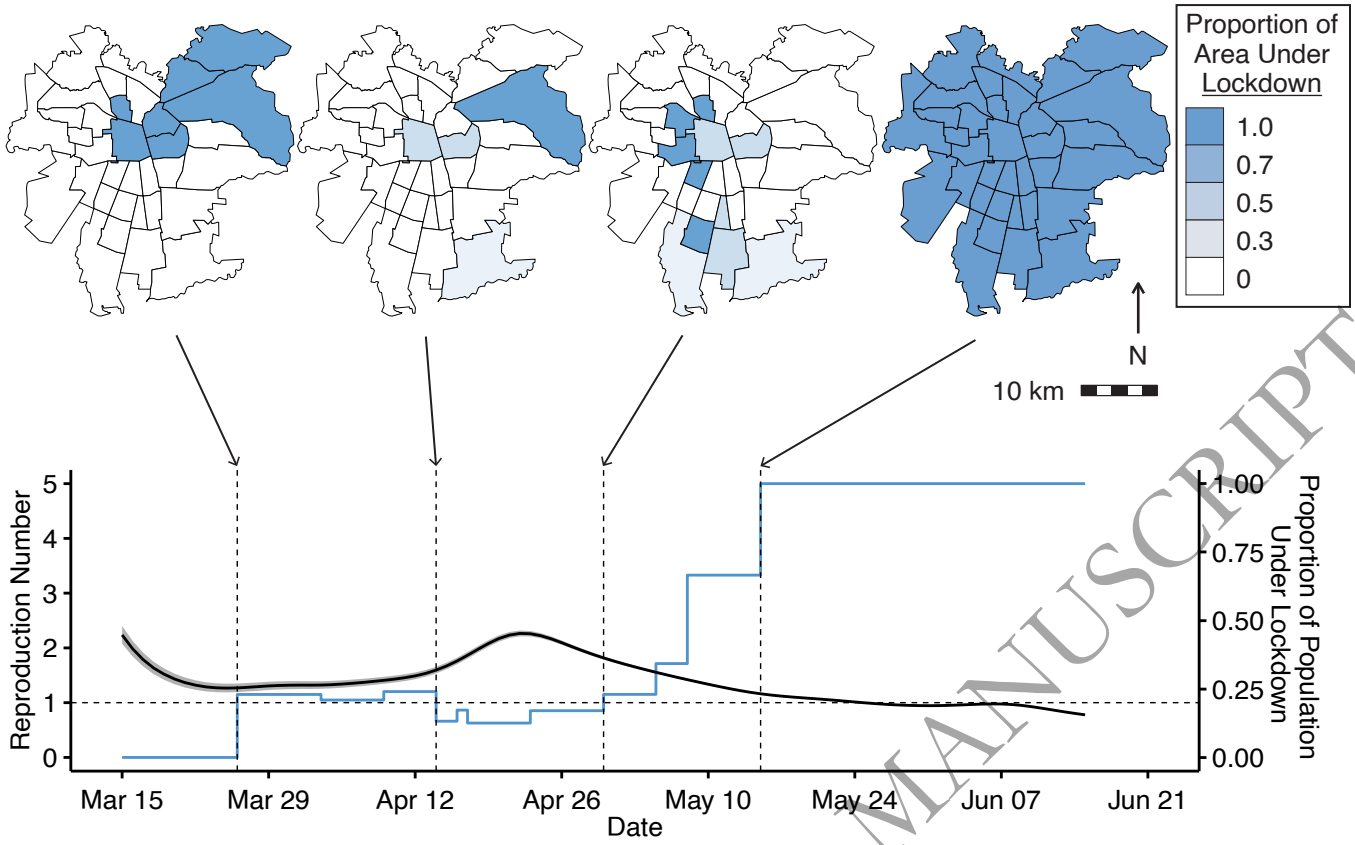 Proportion of
Area Under
Lockdown
1.0
0.7
0.5
0.3
0
N
10 km
5
4
3
2
1
0
Reproduction Number
1.00
0.75
0.50
0.25
0.00
Proportion of Population
Under Lockdown
Mar 15
Mar 29
Apr 12
Apr 26
May 10
May 24
Jun 07
Jun 21
Date
MANUSCRIPT